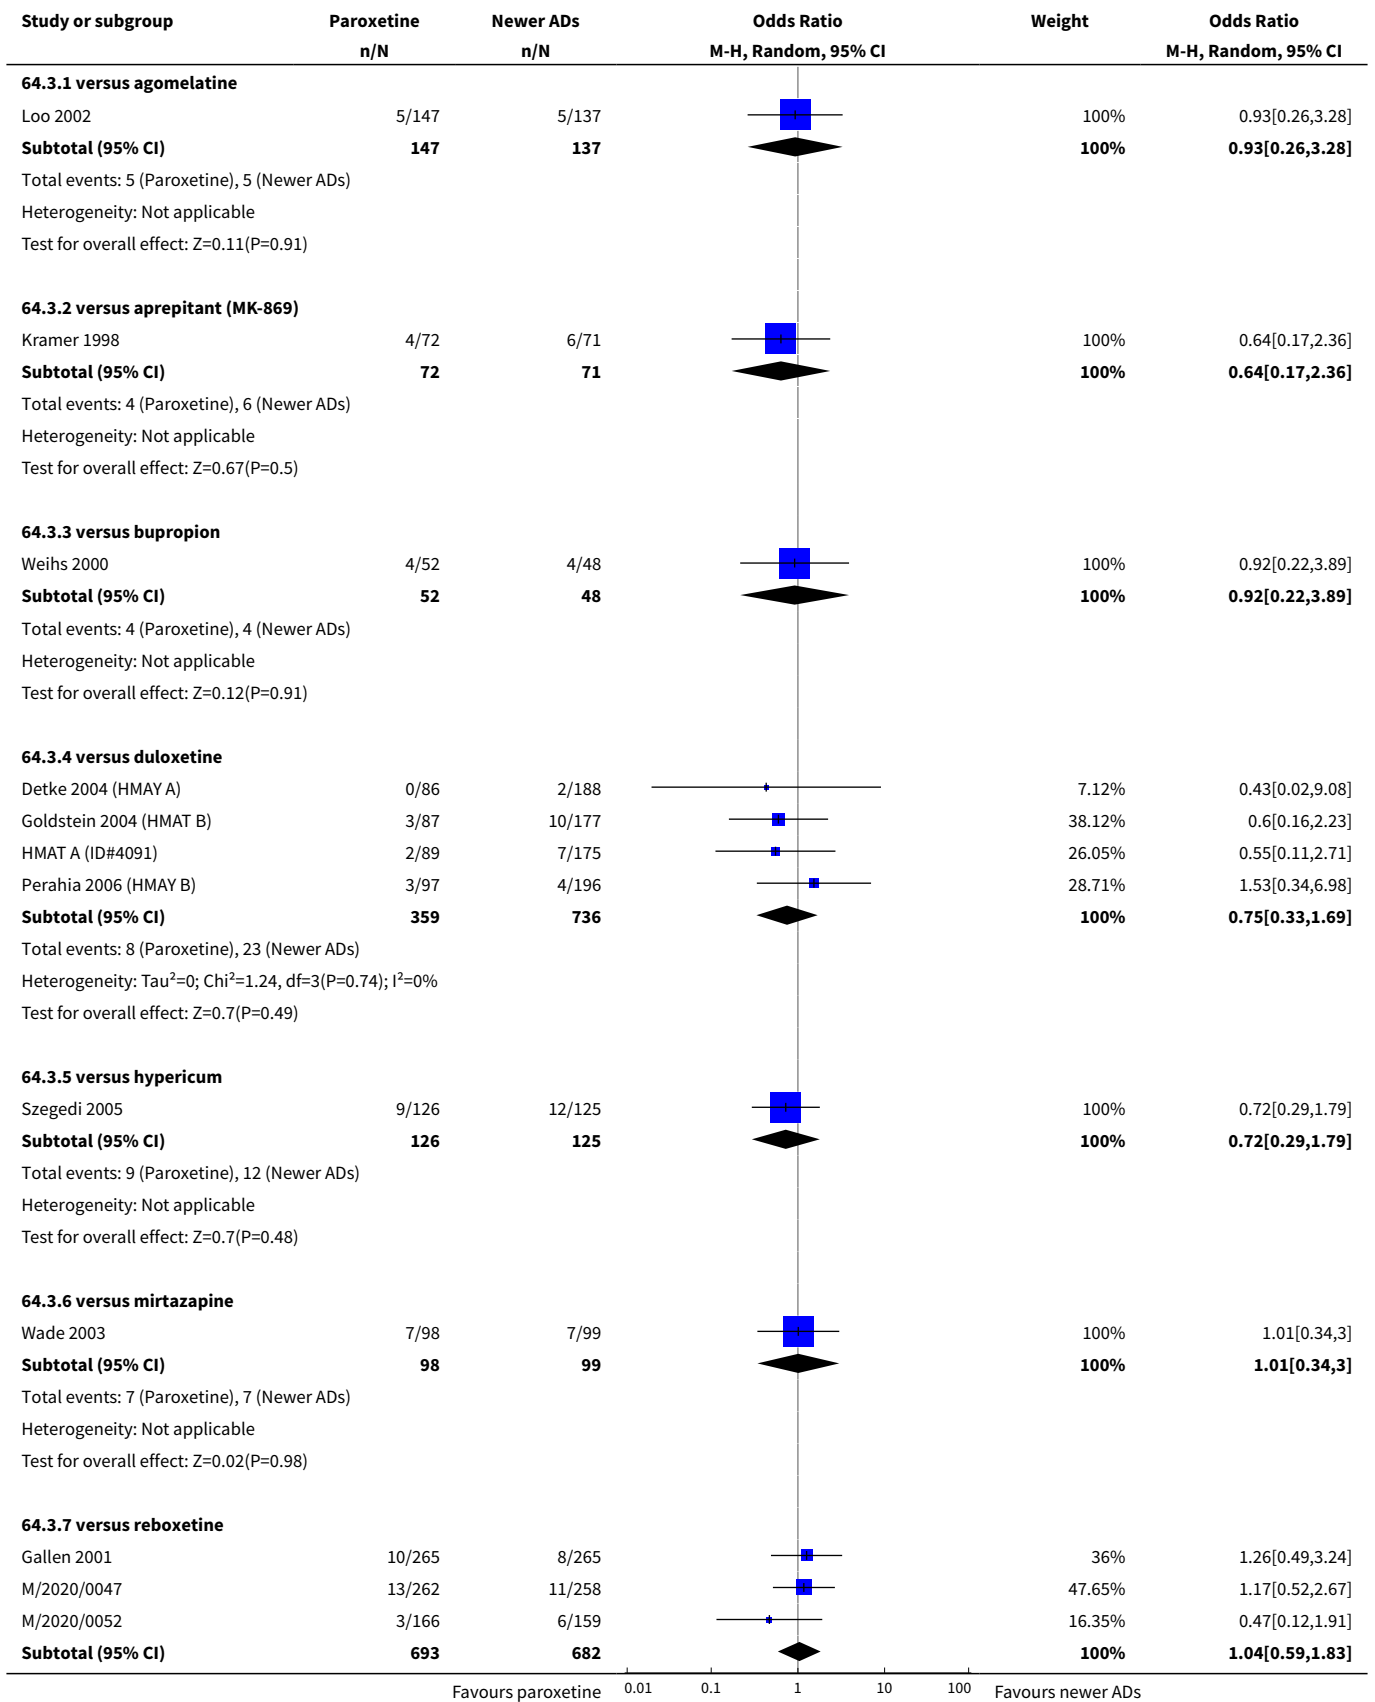 Study or subgroup Paroxetine Newer ADs Odds Ratio Weight Odds Ratio
n/N n/N M-H, Random, 95% CI M-H, Random, 95% CI
64.3.1 versus agomelatine
Loo 2002 5/147 5/137 100% 0.93[0.26,3.28]
Subtotal (95% CI) 147 137 100% 0.93[0.26,3.28]
Total events: 5 (Paroxetine), 5 (Newer ADs)
Heterogeneity: Not applicable
Test for overall effect: Z=0.11(P=0.91)
64.3.2 versus aprepitant (MK-869)
Kramer 1998 4/72 6/71 100% 0.64[0.17,2.36]
Subtotal (95% CI) 72 71 100% 0.64[0.17,2.36]
Total events: 4 (Paroxetine), 6 (Newer ADs)
Heterogeneity: Not applicable
Test for overall effect: Z=0.67(P=0.5)
64.3.3 versus bupropion
Weihs 2000 4/52 4/48 100% 0.92[0.22,3.89]
Subtotal (95% CI) 52 48 100% 0.92[0.22,3.89]
Total events: 4 (Paroxetine), 4 (Newer ADs)
Heterogeneity: Not applicable
Test for overall effect: Z=0.12(P=0.91)
64.3.4 versus duloxetine
Detke 2004 (HMAY A) 0/86 2/188 7.12% 0.43[0.02,9.08]
Goldstein 2004 (HMAT B) 3/87 10/177 38.12% 0.6[0.16,2.23]
HMAT A (ID#4091) 2/89 7/175 26.05% 0.55[0.11,2.71]
Perahia 2006 (HMAY B) 3/97 4/196 28.71% 1.53[0.34,6.98]
Subtotal (95% CI) 359 736 100% 0.75[0.33,1.69]
Total events: 8 (Paroxetine), 23 (Newer ADs)
Heterogeneity: Tau²=0; Chi²=1.24, df=3(P=0.74); I²=0%
Test for overall effect: Z=0.7(P=0.49)
64.3.5 versus hypericum
Szegedi 2005 9/126 12/125 100% 0.72[0.29,1.79]
Subtotal (95% CI) 126 125 100% 0.72[0.29,1.79]
Total events: 9 (Paroxetine), 12 (Newer ADs)
Heterogeneity: Not applicable
Test for overall effect: Z=0.7(P=0.48)
64.3.6 versus mirtazapine
Wade 2003 7/98 7/99 100% 1.01[0.34,3]
Subtotal (95% CI) 98 99 100% 1.01[0.34,3]
Total events: 7 (Paroxetine), 7 (Newer ADs)
Heterogeneity: Not applicable
Test for overall effect: Z=0.02(P=0.98)
64.3.7 versus reboxetine
Gallen 2001 10/265 8/265 36% 1.26[0.49,3.24]
M/2020/0047 13/262 11/258 47.65% 1.17[0.52,2.67]
M/2020/0052 3/166 6/159 16.35% 0.47[0.12,1.91]
Subtotal (95% CI) 693 682 100% 1.04[0.59,1.83]
Favours paroxetine 0.01 0.1 1 10 100 Favours newer ADs